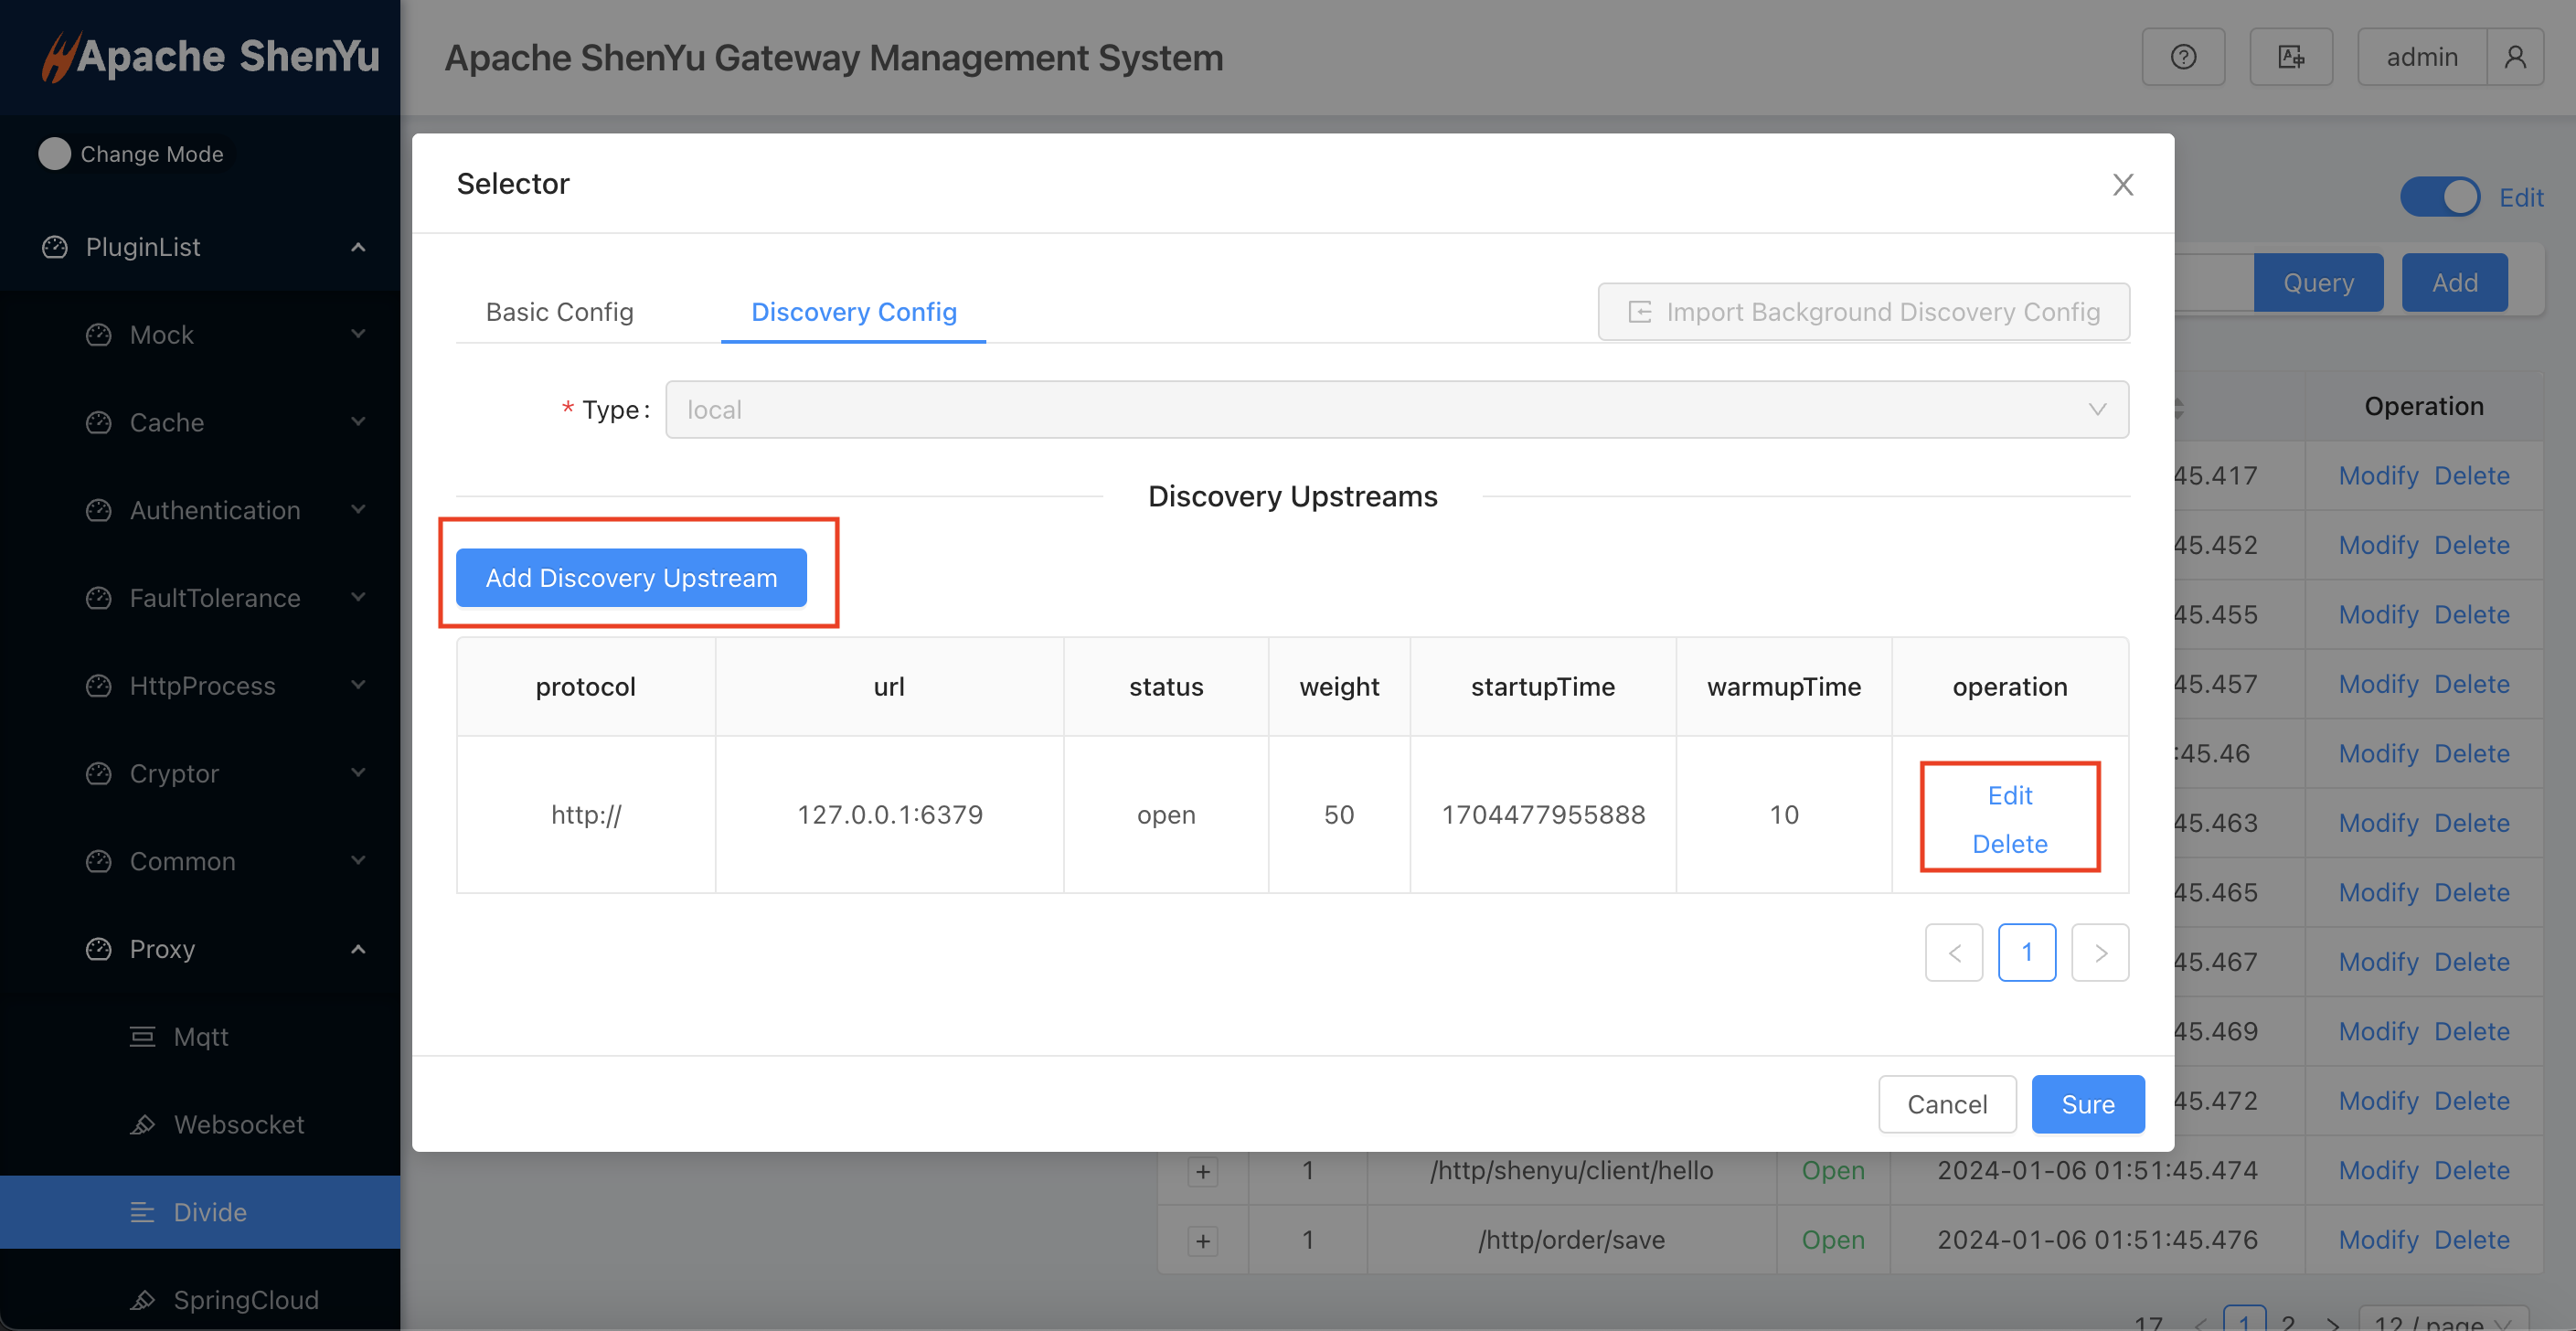 Apache ShenYu
Apache ShenYu Gateway Management System
admin
Change Mode
PluginList
Mock
Cache
Authentication
FaultTolerance
HttpProcess
Cryptor
Common
Proxy
Mqtt
Websocket
Divide
SpringCloud
Edit
Query
Add
Selector
Basic Config
Discovery Config
Import Background Discovery Config
* Type : local
Discovery Upstreams
Add Discovery Upstream
protocol url status weight startupTime warmupTime operation
http:// 127.0.0.1:6379 open 50 1704477955888 10 Edit
Delete
< 1 >
Cancel Sure
Operation
45.417 Modify Delete
45.452 Modify Delete
45.455 Modify Delete
45.457 Modify Delete
:45.46 Modify Delete
45.463 Modify Delete
45.465 Modify Delete
45.467 Modify Delete
45.469 Modify Delete
45.472 Modify Delete
+ 1 /http/shenyu/client/hello Open 2024-01-06 01:51:45.474 Modify Delete
+ 1 /http/order/save Open 2024-01-06 01:51:45.476 Modify Delete
17 < 1 2 > 12 / page